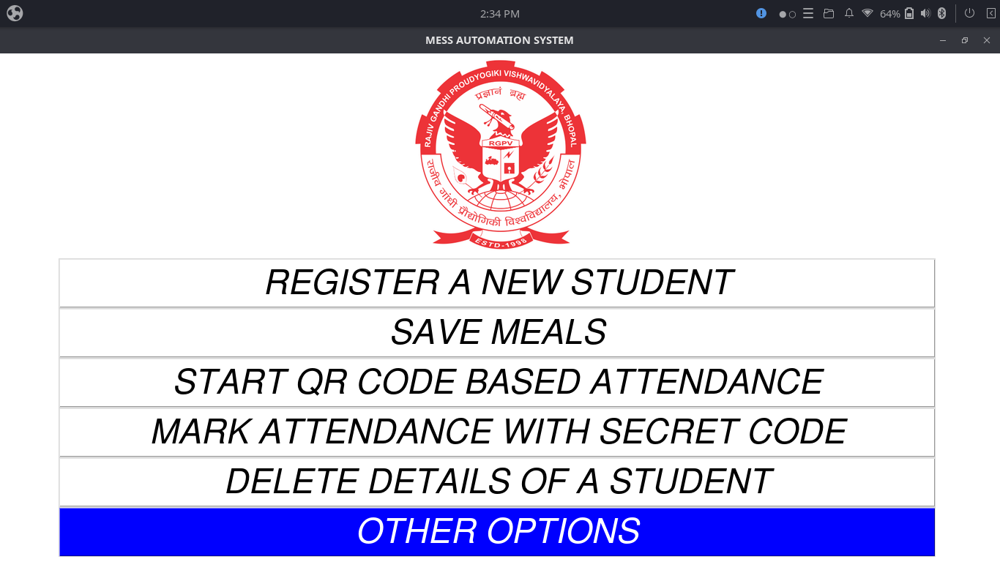 2:34 PM
64%
MESS AUTOMATION SYSTEM
RAJIV GANDHI PROUDYOGIKI VISHWAVIDYALAYA, BHOPAL
प्रज्ञानं ब्रह्म
RGPV
राजीव गांधी प्रौद्योगिकी विश्वविद्यालय, भोपाल
ESTD-1998
REGISTER A NEW STUDENT
SAVE MEALS
START QR CODE BASED ATTENDANCE
MARK ATTENDANCE WITH SECRET CODE
DELETE DETAILS OF A STUDENT
OTHER OPTIONS